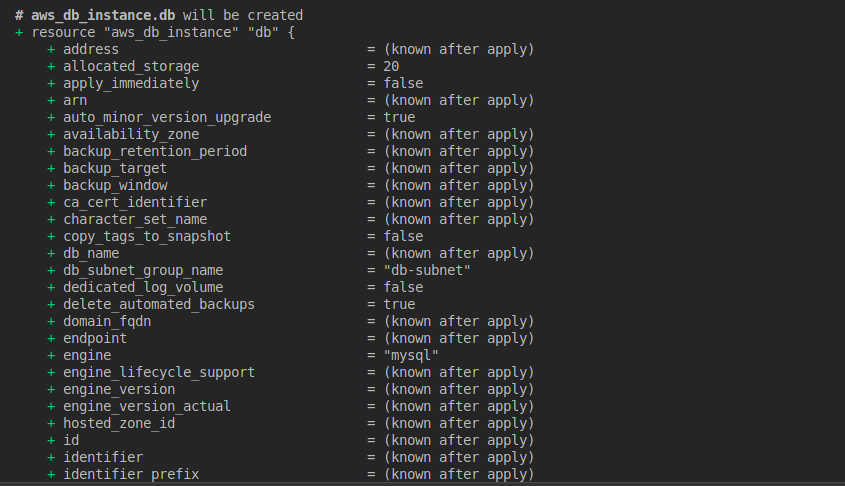 # aws_db_instance.db will be created
+ resource "aws_db_instance" "db" {
+ address = (known after apply)
+ allocated_storage = 20
+ apply_immediately = false
+ arn = (known after apply)
+ auto_minor_version_upgrade = true
+ availability_zone = (known after apply)
+ backup_retention_period = (known after apply)
+ backup_target = (known after apply)
+ backup_window = (known after apply)
+ ca_cert_identifier = (known after apply)
+ character_set_name = (known after apply)
+ copy_tags_to_snapshot = false
+ db_name = (known after apply)
+ db_subnet_group_name = "db-subnet"
+ dedicated_log_volume = false
+ delete_automated_backups = true
+ domain_fqdn = (known after apply)
+ endpoint = (known after apply)
+ engine = "mysql"
+ engine_lifecycle_support = (known after apply)
+ engine_version = (known after apply)
+ engine_version_actual = (known after apply)
+ hosted_zone_id = (known after apply)
+ id = (known after apply)
+ identifier = (known after apply)
+ identifier_prefix = (known after apply)